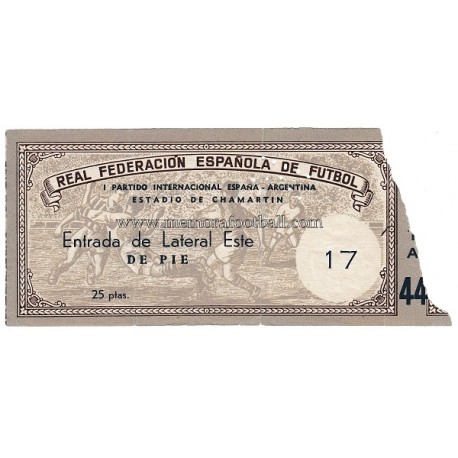 REAL FEDERACIÓN ESPAÑOLA DE FUTBOL
I PARTIDO INTERNACIONAL ESPAÑA - ARGENTINA
ESTADIO DE CHAMARTIN
www.memorafootball.com
Entrada de Lateral Este
DE PIE
17
25 ptas.
A
44